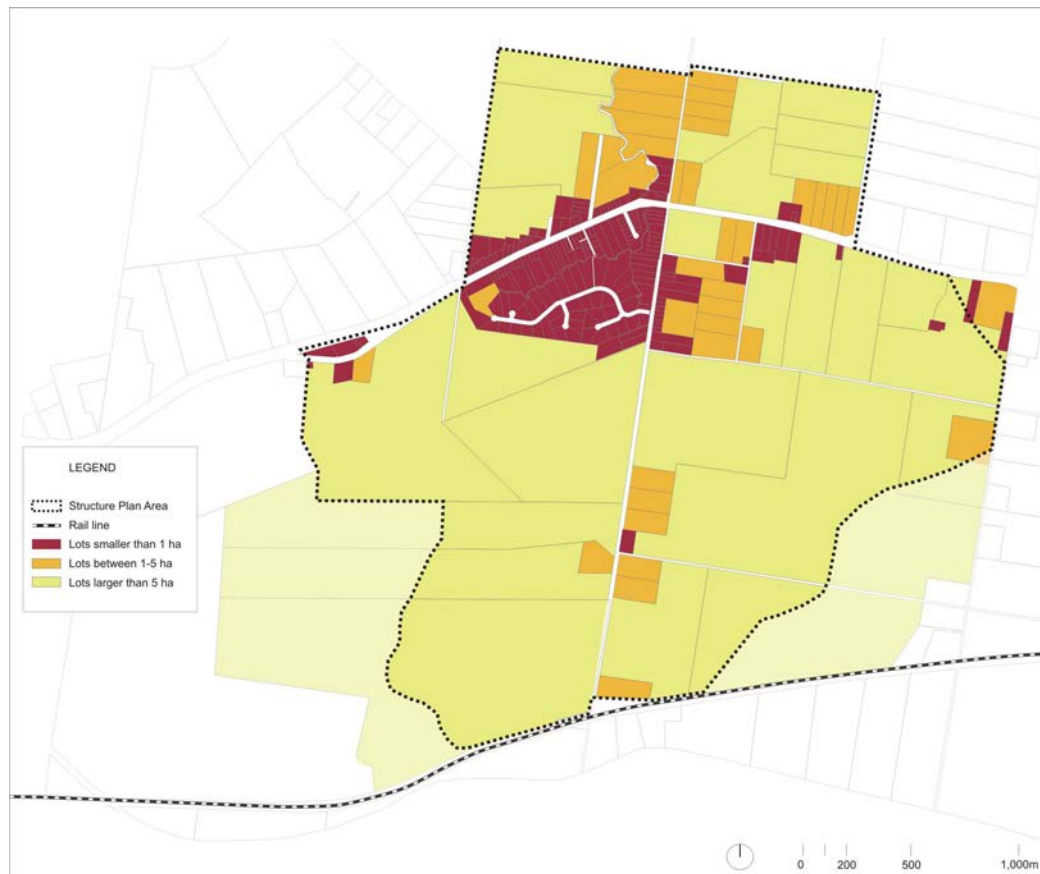 LEGEND
Structure Plan Area
Rail line
Lots smaller than 1 ha
Lots between 1-5 ha
Lots larger than 5 ha
0 200 500 1,000m